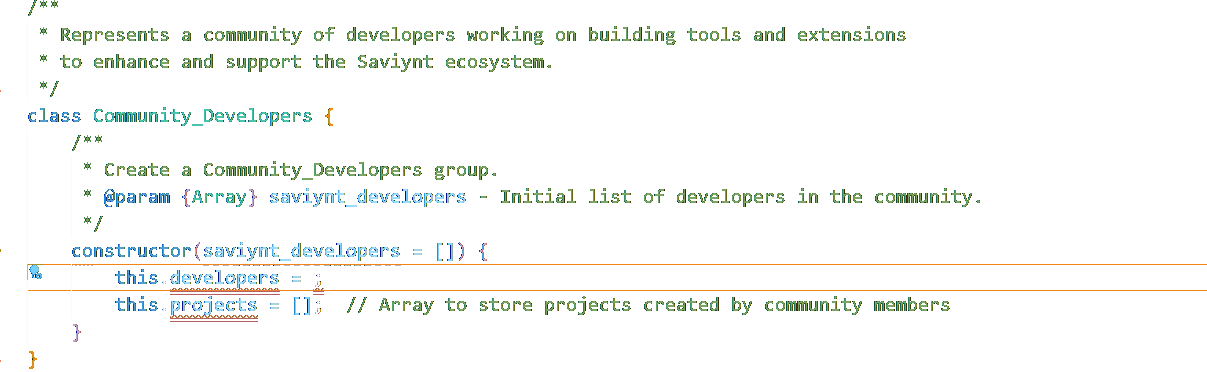 /**
 * Represents a community of developers working on building tools and extensions
 * to enhance and support the Saviynt ecosystem.
 */
class Community_Developers {
    /**
     * Create a Community_Developers group.
     * @param {Array} saviynt_developers - Initial list of developers in the community.
     */
    constructor(saviynt_developers = []) {
        this.developers = ;
        this.projects = [];  // Array to store projects created by community members
    }
}